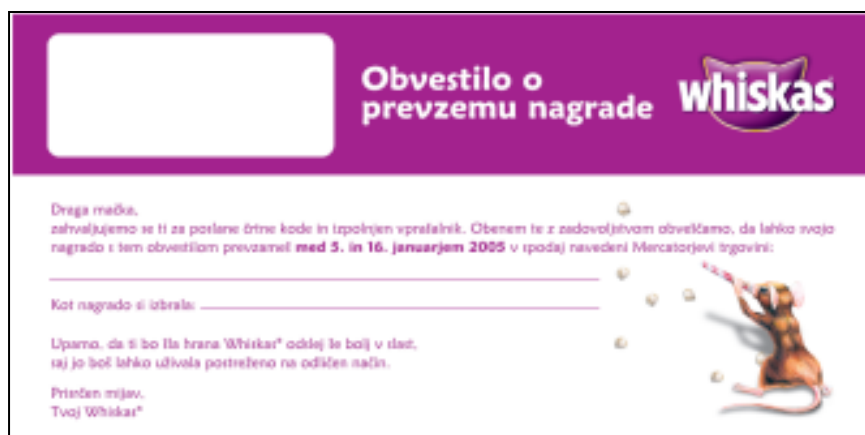 Obvestilo o
prevzemu nagrade
whiskas
Draga mačka,
zahvaljujemo se ti za poslane črtne kode in izpolnjen vprašalnik. Obenem te z zadovoljstvom obveščamo, da lahko svojo
nagrado s tem obvestilom prevzameš med 5. in 16. januarjem 2005 v spodaj navedeni Mercatorjevi trgovini:
Kot nagrado si izbrala:
Upamo, da ti bo hrana Whiskas® odslej še bolj v slast,
saj jo boš lahko uživala postreženo na odličen način.
Prisrčen mijav,
Tvoj Whiskas®